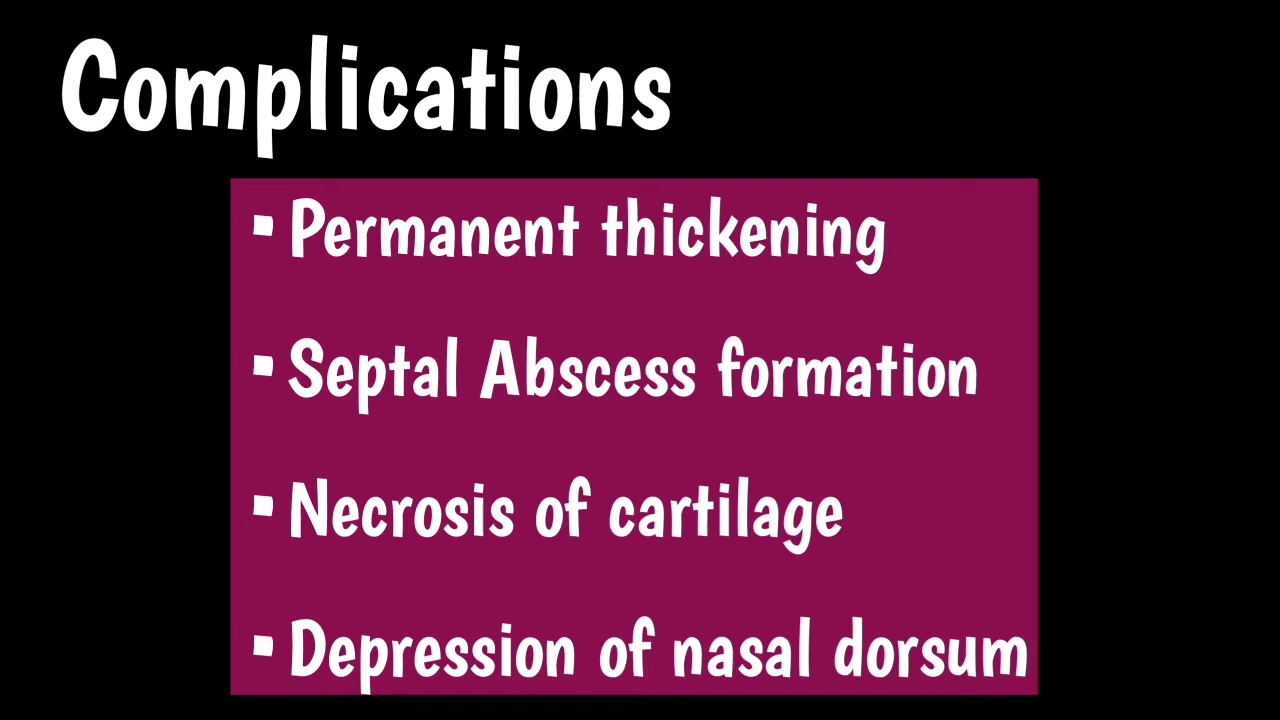 Complications
▪ Permanent thickening
▪ Septal Abscess formation
▪ Necrosis of cartilage
▪ Depression of nasal dorsum